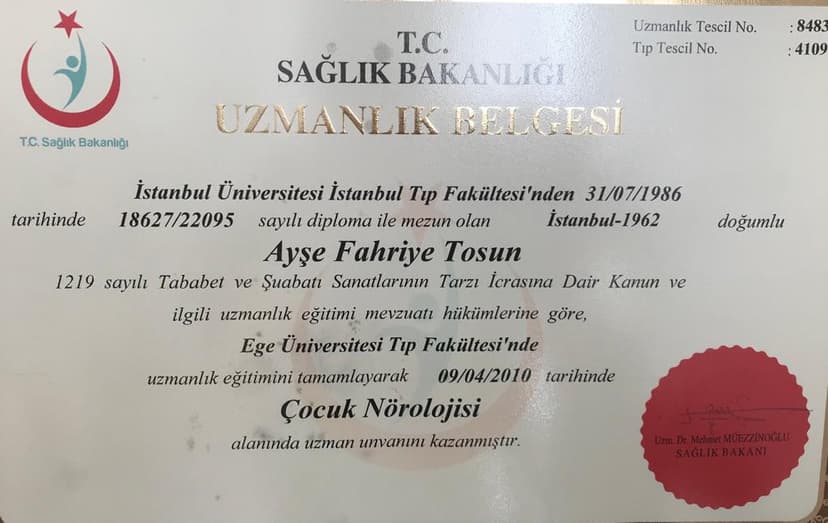 T.C. Sağlık Bakanlığı
T.C.
SAĞLIK BAKANLIĞI
UZMANLIK BELGESİ
Uzmanlık Tescil No. : 8483
Tıp Tescil No. : 4109
İstanbul Üniversitesi İstanbul Tıp Fakültesi'nden 31/07/1986
tarihinde 18627/22095 sayılı diploma ile mezun olan İstanbul-1962 doğumlu
Ayşe Fahriye Tosun
1219 sayılı Tababet ve Şuabatı Sanatlarının Tarzı İcrasına Dair Kanun ve
ilgili uzmanlık eğitimi mevzuatı hükümlerine göre,
Ege Üniversitesi Tıp Fakültesi'nde
uzmanlık eğitimini tamamlayarak 09/04/2010 tarihinde
Çocuk Nörolojisi
alanında uzman unvanını kazanmıştır.
Uzm. Dr. Mehmet MÜEZZİNOĞLU
SAĞLIK BAKANI